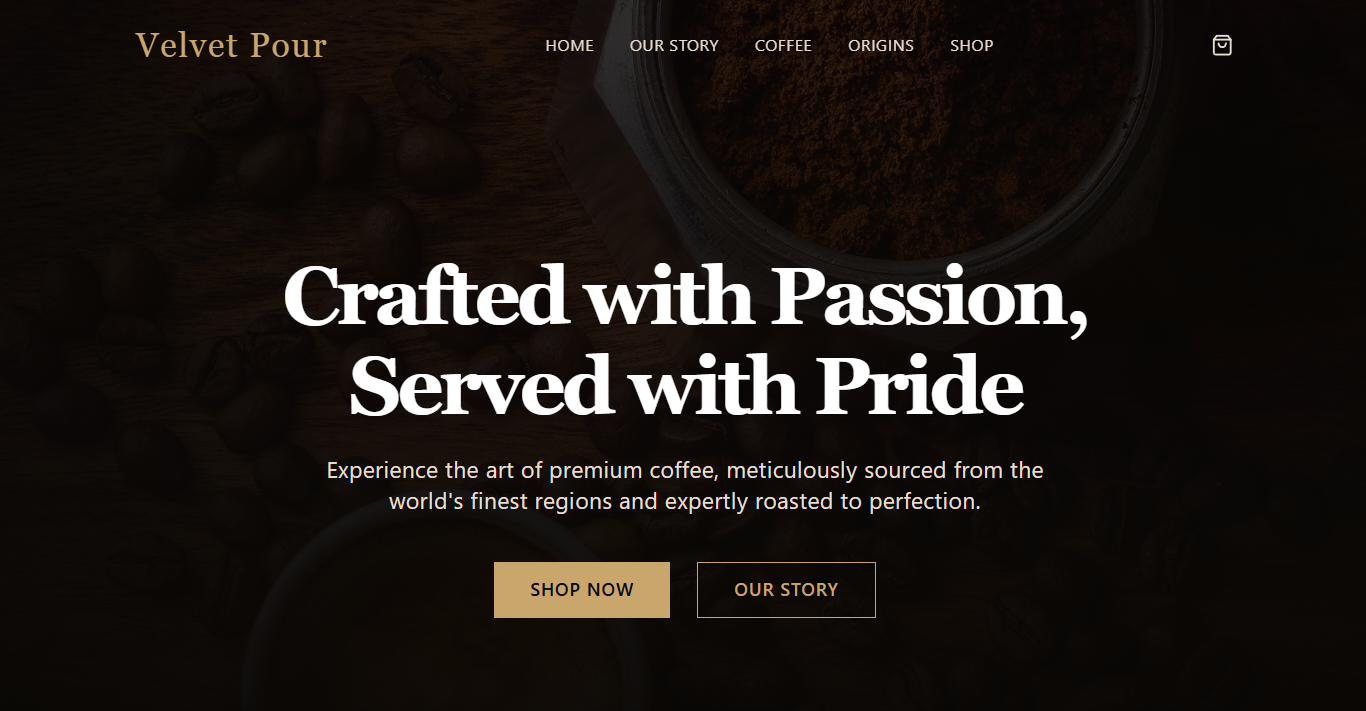 Velvet Pour
HOME
OUR STORY
COFFEE
ORIGINS
SHOP
Crafted with Passion,
Served with Pride
Experience the art of premium coffee, meticulously sourced from the
world's finest regions and expertly roasted to perfection.
SHOP NOW
OUR STORY